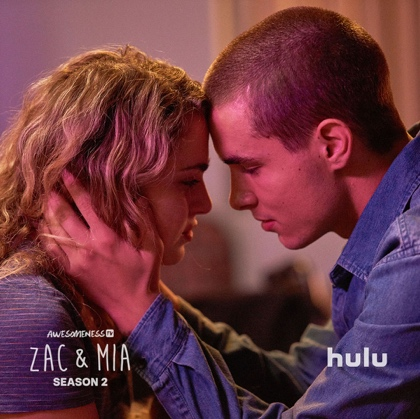 AWESOMENESS TV
ZAC & MIA
SEASON 2
hulu